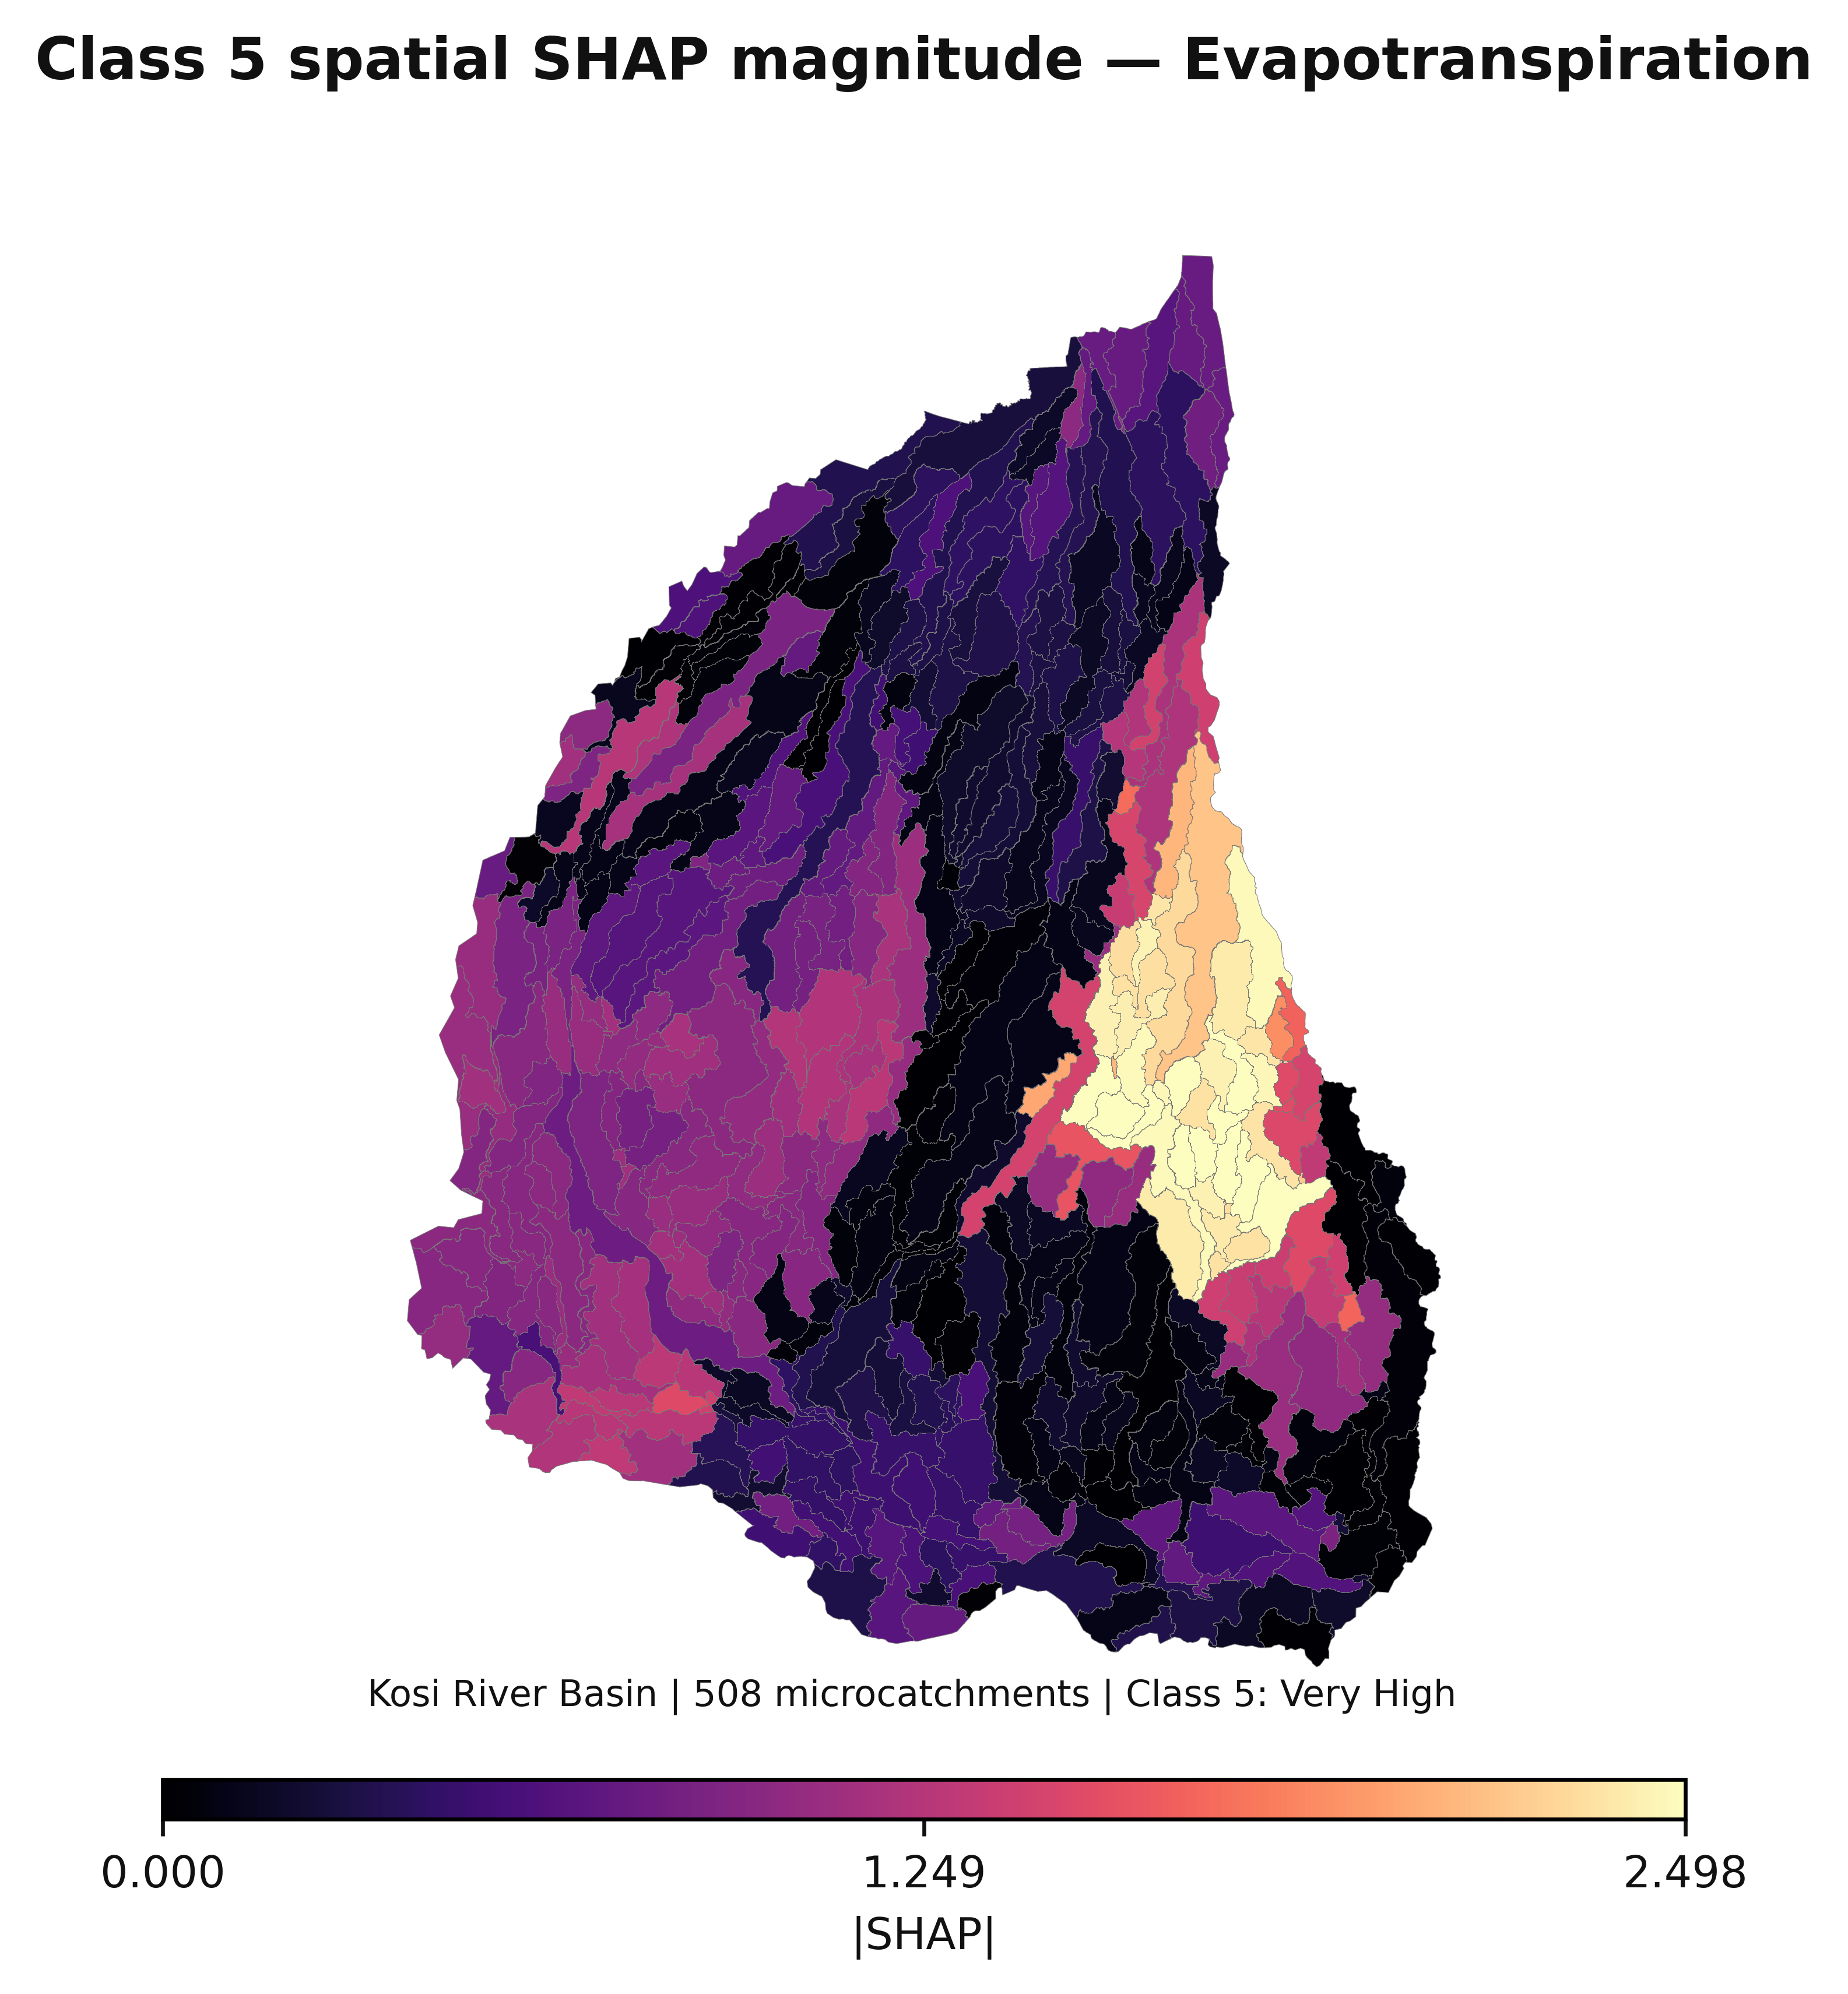 Class 5 spatial SHAP magnitude — Evapotranspiration
Kosi River Basin | 508 microcatchments | Class 5: Very High
0.000 1.249 2.498
|SHAP|